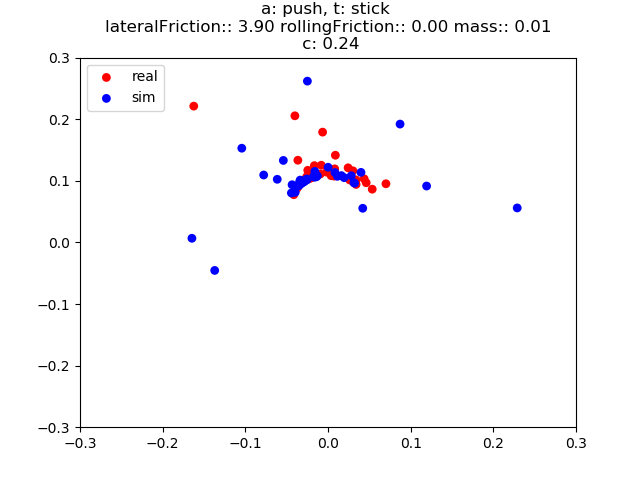 a: push, t: stick
lateralFriction:: 3.90 rollingFriction:: 0.00 mass:: 0.01
c: 0.24
real
sim
0.3
0.2
0.1
0.0
−0.1
−0.2
−0.3
−0.3
−0.2
−0.1
0.0
0.1
0.2
0.3